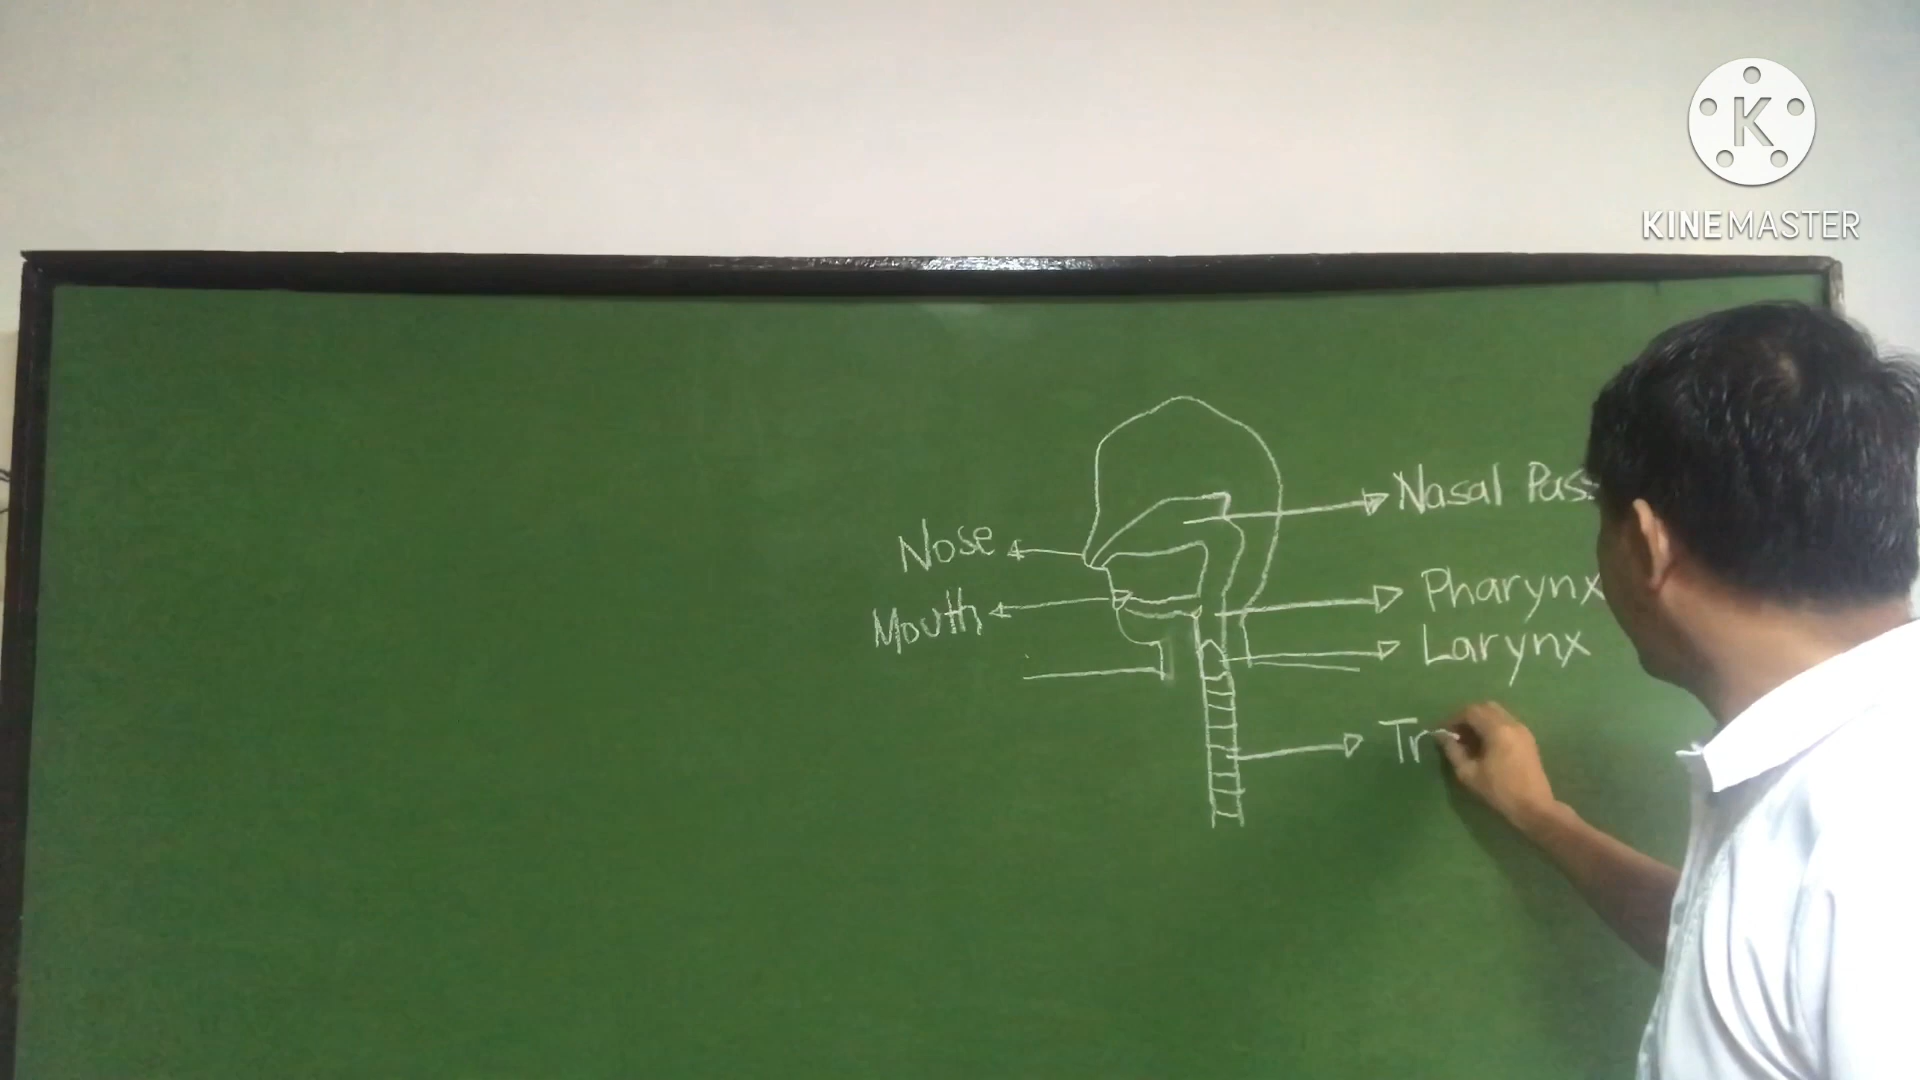 KINEMASTER
Nasal Pas
Nose
Pharynx
Mouth
Larynx
Tr